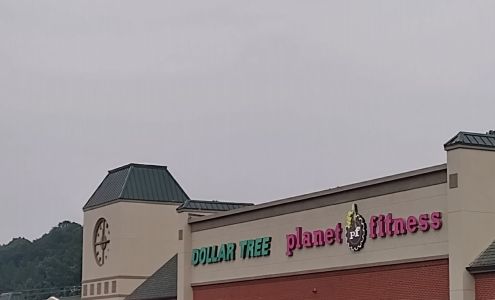 DOLLAR TREE
planet pf fitness